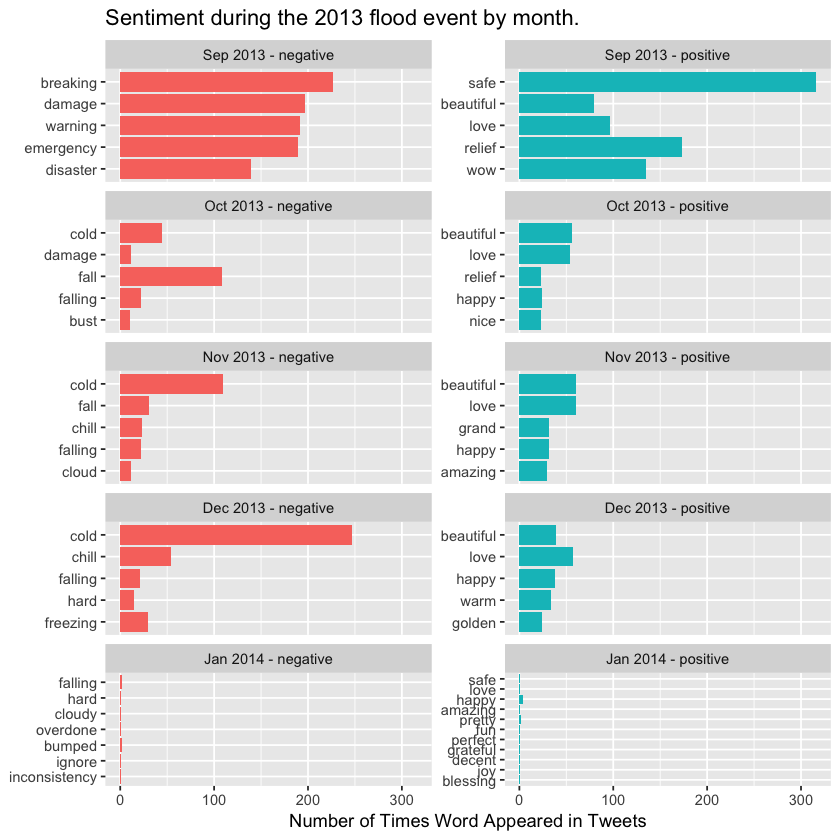 Sentiment during the 2013 flood event by month.
Sep 2013 - negative
breaking
damage
warning
emergency
disaster
Sep 2013 - positive
safe
beautiful
love
relief
wow
Oct 2013 - negative
cold
damage
fall
falling
bust
Oct 2013 - positive
beautiful
love
relief
happy
nice
Nov 2013 - negative
cold
fall
chill
falling
cloud
Nov 2013 - positive
beautiful
love
grand
happy
amazing
Dec 2013 - negative
cold
chill
falling
hard
freezing
Dec 2013 - positive
beautiful
love
happy
warm
golden
Jan 2014 - negative
falling
hard
cloudy
overdone
bumped
ignore
inconsistency
Jan 2014 - positive
safe
love
happy
amazing
pretty
fun
perfect
grateful
decent
joy
blessing
0 100 200 300
0 100 200 300
Number of Times Word Appeared in Tweets